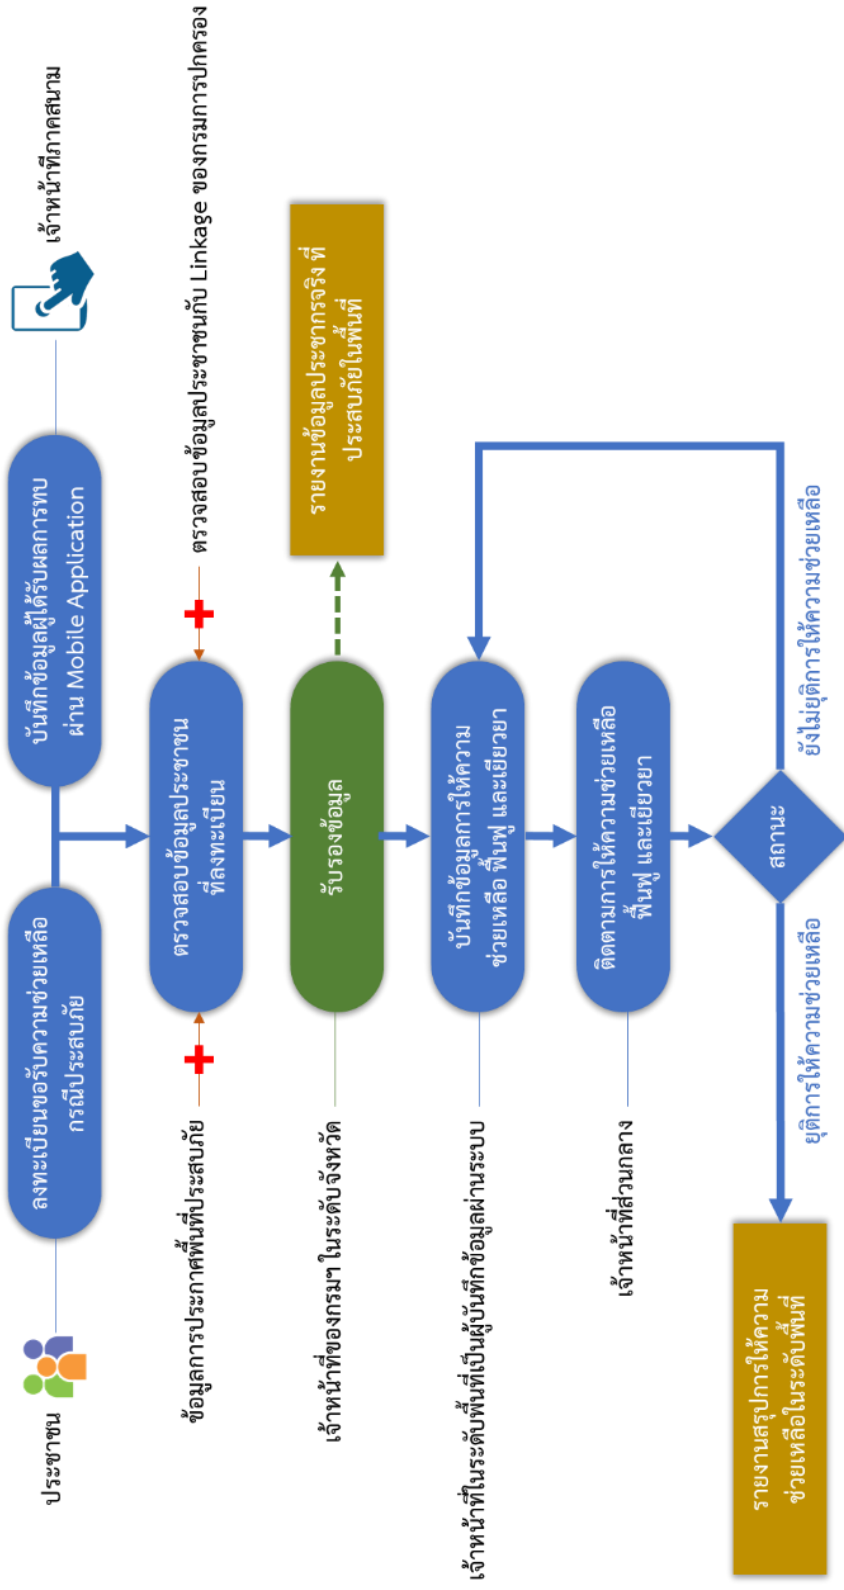 ประชาชน
ลงทะเบียนขอรับความช่วยเหลือ
กรณีประสบภัย
บันทึกข้อมูลผู้ได้รับผลการทบ
ผ่าน Mobile Application
เจ้าหน้าที่ภาคสนาม
ข้อมูลการประกาศพื้นที่ประสบภัย
ตรวจสอบข้อมูลประชาชน
ที่ลงทะเบียน
ตรวจสอบข้อมูลประชาชนกับ Linkage ของกรมการปกครอง
เจ้าหน้าที่ของกรมฯ ในระดับจังหวัด
รับรองข้อมูล
รายงานข้อมูลประชากรจริง ที่
ประสบภัยในพื้นที่
เจ้าหน้าที่ในระดับพื้นที่เป็นผู้บันทึกข้อมูลผ่านระบบ
บันทึกข้อมูลการให้ความ
ช่วยเหลือ ฟื้นฟู และเยียวยา
เจ้าหน้าที่ส่วนกลาง
ติดตามการให้ความช่วยเหลือ
ฟื้นฟู และเยียวยา
สถานะ
ยุติการให้ความช่วยเหลือ
ยังไม่ยุติการให้ความช่วยเหลือ
รายงานสรุปการให้ความ
ช่วยเหลือในระดับพื้นที่